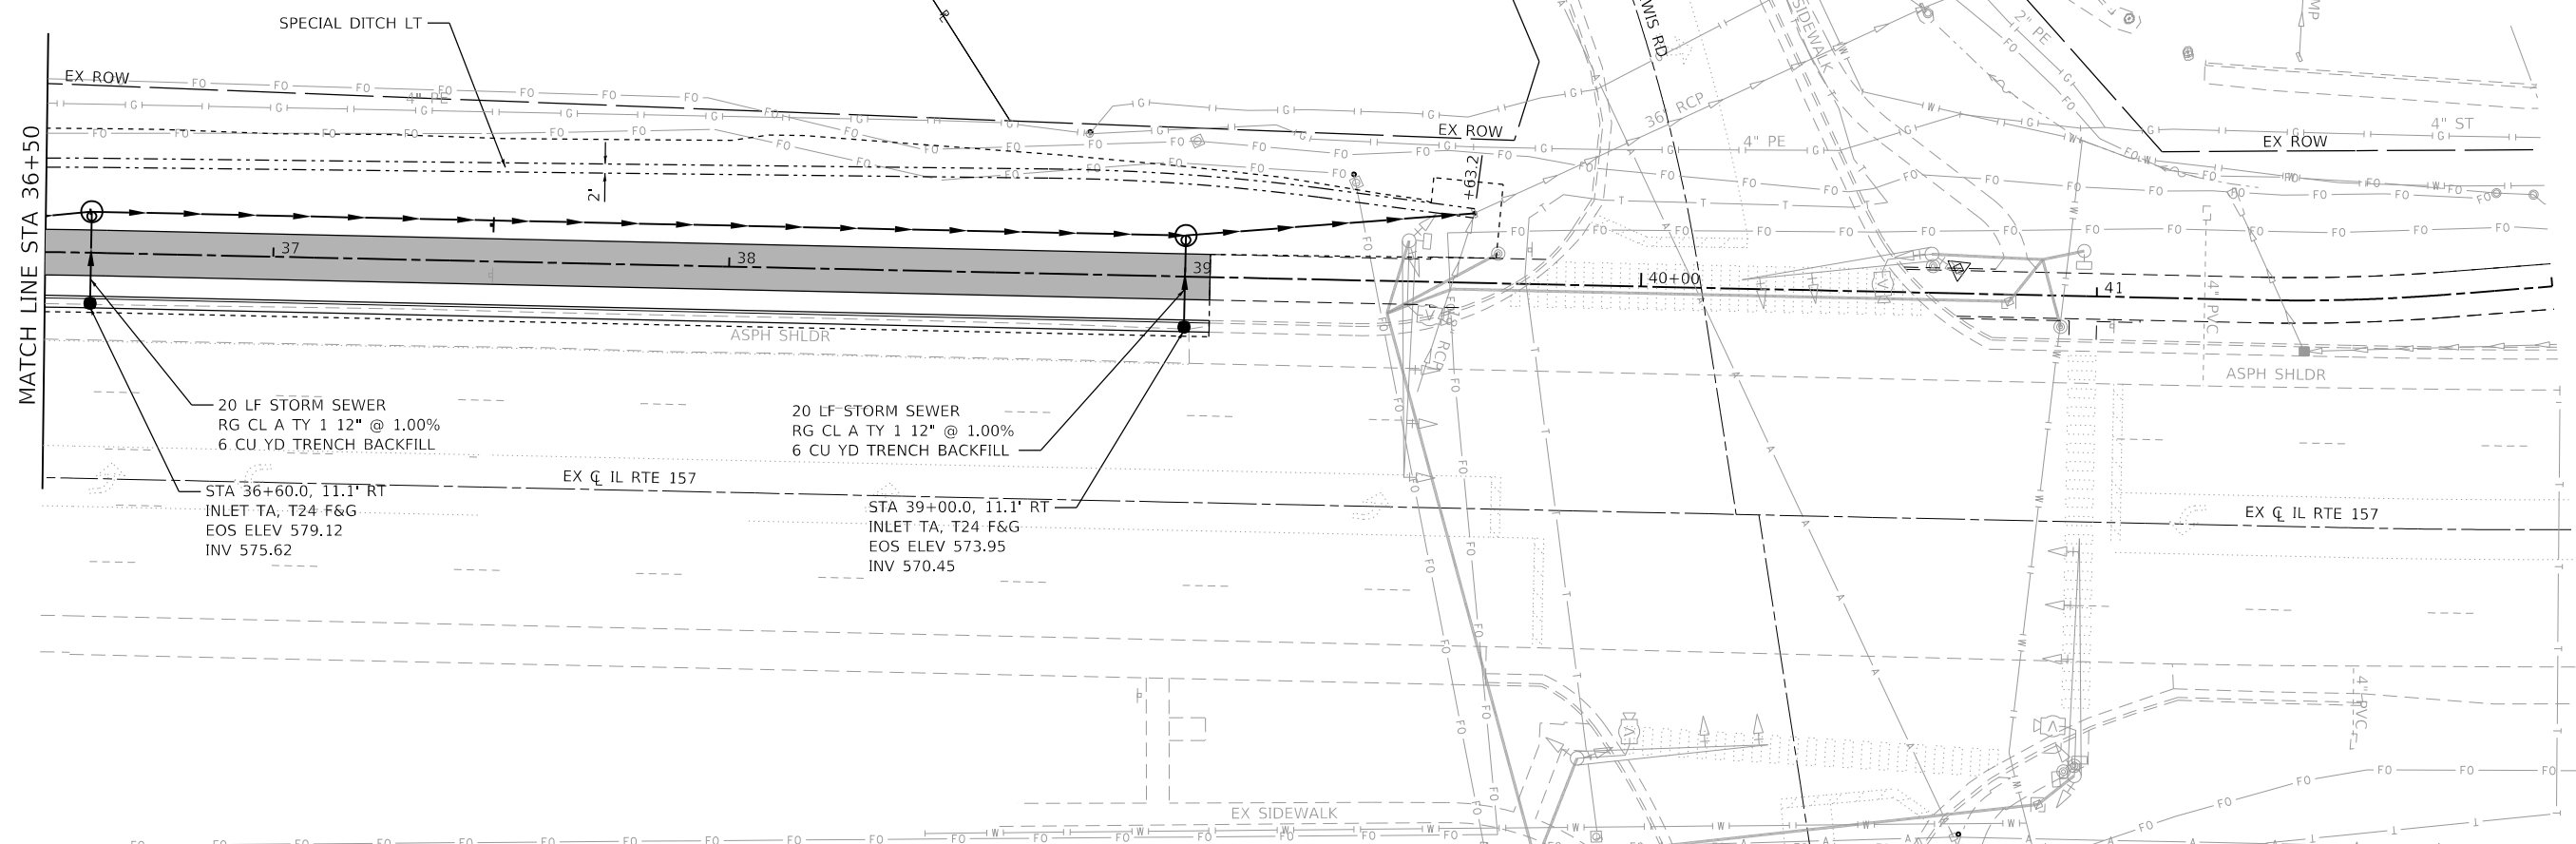 SPECIAL DITCH LT
WIS RD
SIDEWALK
2" PE
MP
EX ROW
4" PE
36" RCP
EX ROW
4" PE
EX ROW
4" ST
MATCH LINE STA 36+50
2'
+63.2
37
38
39
40+00
41
4" PVC
ASPH SHLDR
ASPH SHLDR
20 LF STORM SEWER
RG CL A TY 1 12" @ 1.00%
6 CU YD TRENCH BACKFILL
20 LF STORM SEWER
RG CL A TY 1 12" @ 1.00%
6 CU YD TRENCH BACKFILL
EX ℄ IL RTE 157
STA 36+60.0, 11.1' RT
INLET TA, T24 F&G
EOS ELEV 579.12
INV 575.62
STA 39+00.0, 11.1' RT
INLET TA, T24 F&G
EOS ELEV 573.95
INV 570.45
EX ℄ IL RTE 157
4" PVC
EX SIDEWALK